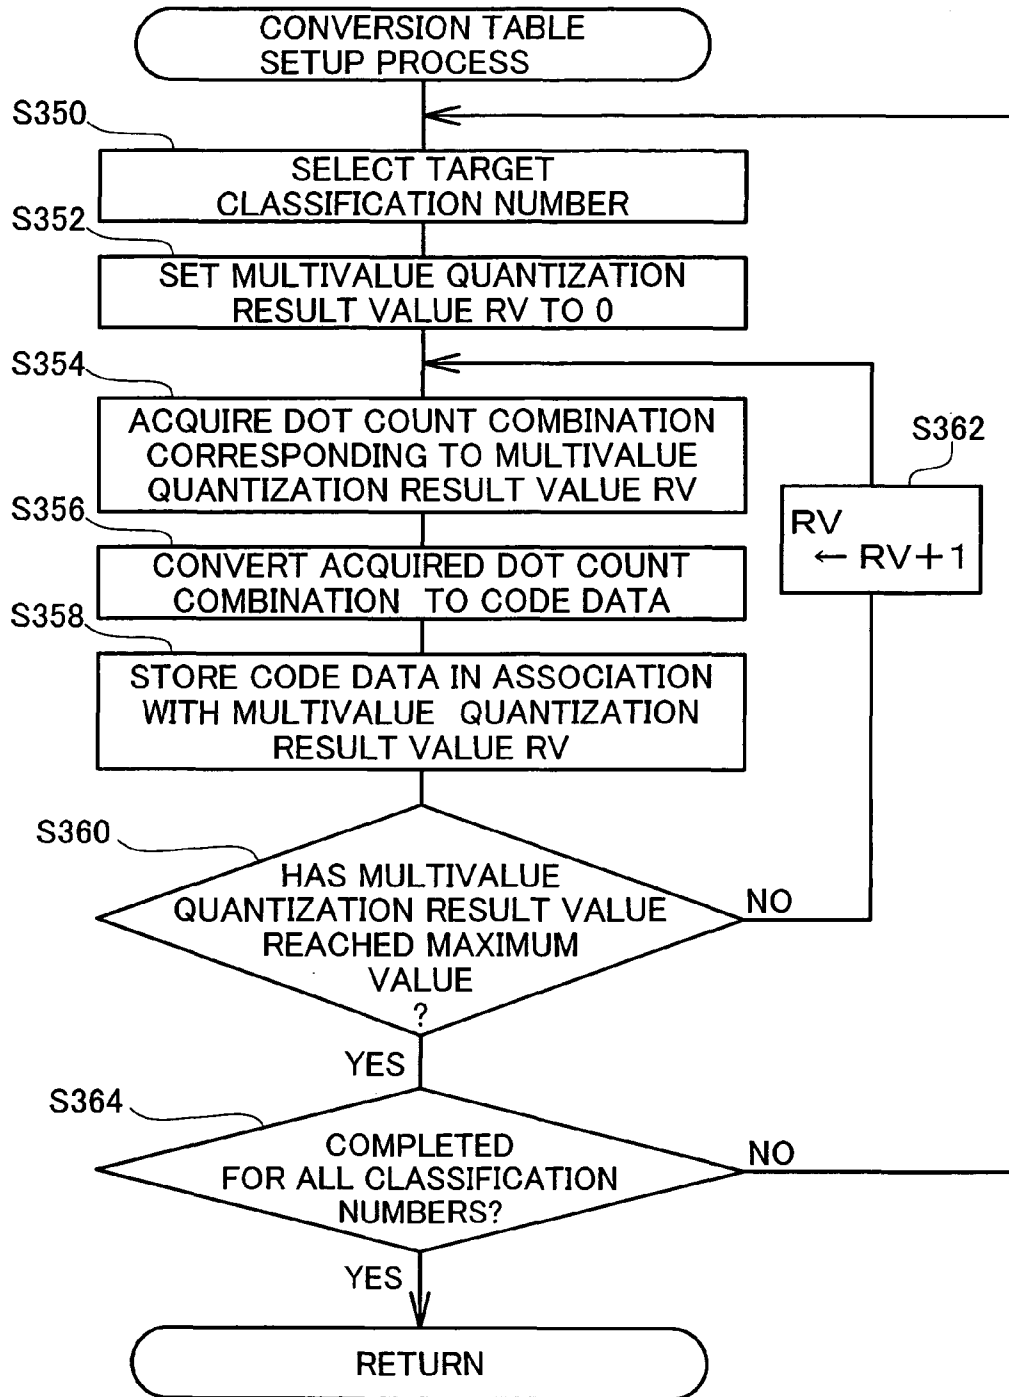 CONVERSION TABLE
SETUP PROCESS
S350
SELECT TARGET
CLASSIFICATION NUMBER
S352
SET MULTIVALUE QUANTIZATION
RESULT VALUE RV TO 0
S354
ACQUIRE DOT COUNT COMBINATION
CORRESPONDING TO MULTIVALUE
QUANTIZATION RESULT VALUE RV
S362
RV
← RV+1
S356
CONVERT ACQUIRED DOT COUNT
COMBINATION TO CODE DATA
S358
STORE CODE DATA IN ASSOCIATION
WITH MULTIVALUE QUANTIZATION
RESULT VALUE RV
S360
HAS MULTIVALUE
QUANTIZATION RESULT VALUE
REACHED MAXIMUM
VALUE
?
NO
YES
S364
COMPLETED
FOR ALL CLASSIFICATION
NUMBERS?
NO
YES
RETURN